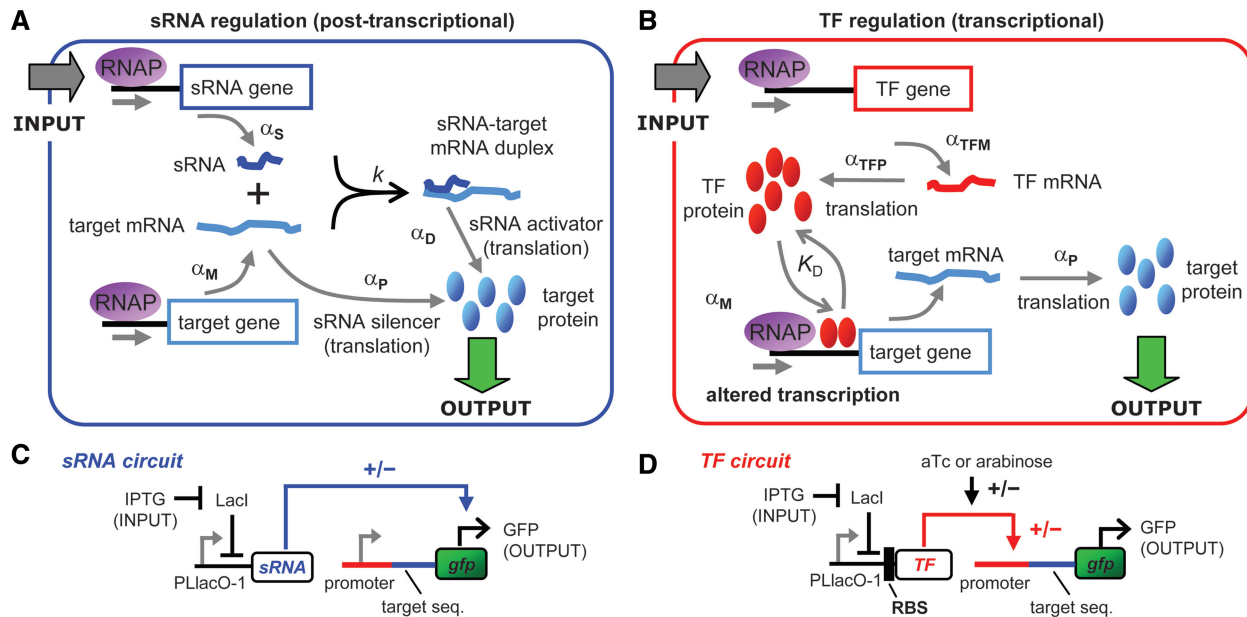 A
sRNA regulation (post-transcriptional)
RNAP
sRNA gene
INPUT
αS
sRNA
+
target mRNA
k
sRNA-target
mRNA duplex
αD
sRNA activator
(translation)
αM
αP
RNAP
target gene
sRNA silencer
(translation)
target
protein
OUTPUT
B
TF regulation (transcriptional)
RNAP
TF gene
INPUT
αTFM
αTFP
TF
protein
translation
TF mRNA
KD
target mRNA
αM
αP
translation
target
protein
RNAP
target gene
altered transcription
OUTPUT
C
sRNA circuit
+/−
IPTG
(INPUT)
LacI
GFP
(OUTPUT)
PLlacO-1
sRNA
promoter
gfp
target seq.
D
TF circuit
aTc or arabinose
+/−
IPTG
(INPUT)
LacI
+/−
GFP
(OUTPUT)
PLlacO-1
TF
promoter
gfp
RBS
target seq.